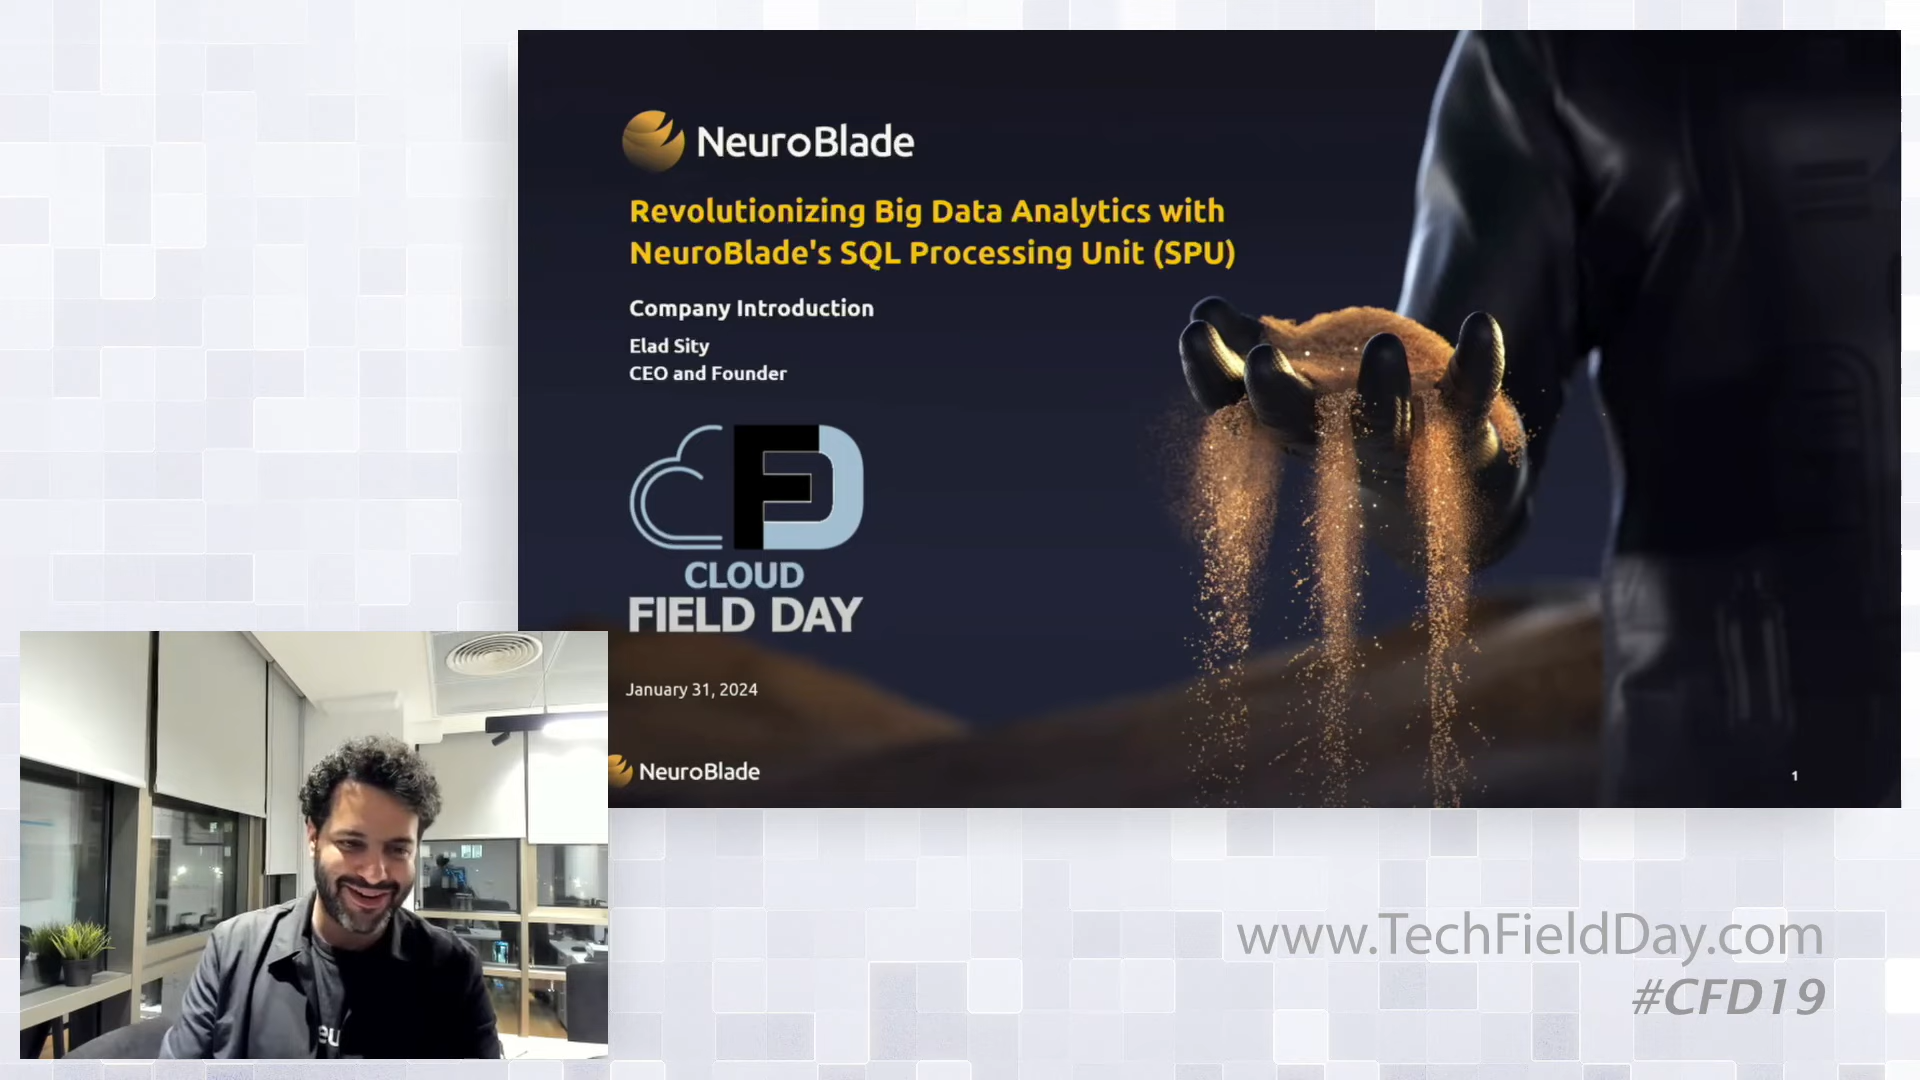 NeuroBlade
Revolutionizing Big Data Analytics with
NeuroBlade's SQL Processing Unit (SPU)
Company Introduction
Elad Sity
CEO and Founder
CFD
CLOUD
FIELD DAY
January 31, 2024
NeuroBlade
1
www.TechFieldDay.com
#CFD19